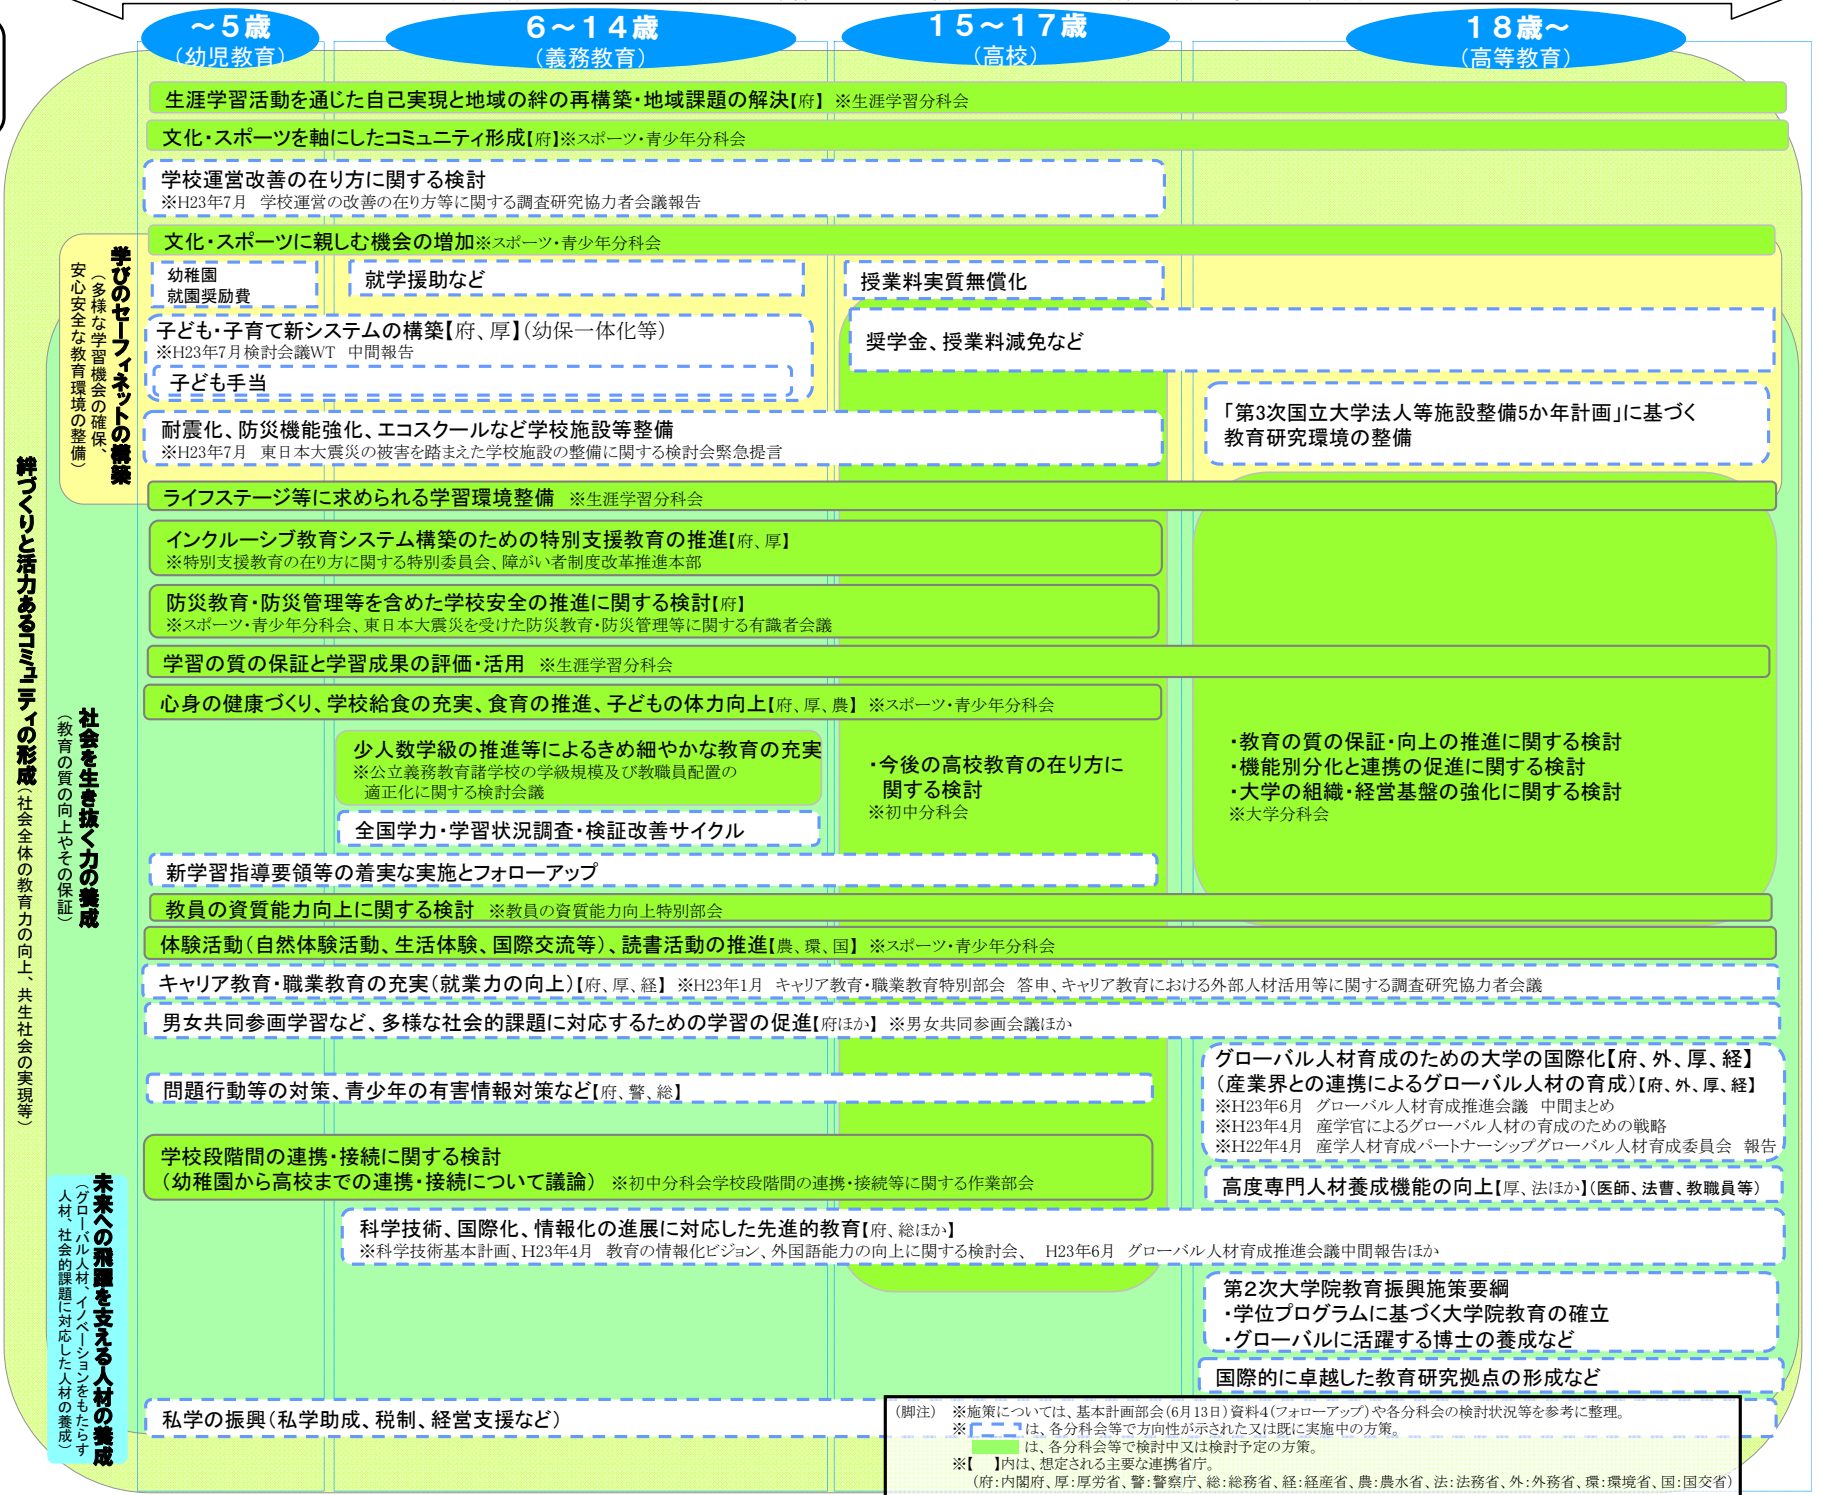 ～５歳
（幼児教育）
６～１４歳
（義務教育）
１５～１７歳
（高校）
１８歳～
（高等教育）
生涯学習活動を通じた自己実現と地域の絆の再構築・地域課題の解決【府】 ※生涯学習分科会
文化・スポーツを軸にしたコミュニティ形成【府】※スポーツ・青少年分科会
学校運営改善の在り方に関する検討
※H23年7月 学校運営の改善の在り方等に関する調査研究協力者会議報告
文化・スポーツに親しむ機会の増加※スポーツ・青少年分科会
学びのセーフィネットの構築
（多様な学習機会の確保、
安心安全な教育環境の整備）
幼稚園
就園奨励費
就学援助など
授業料実質無償化
子ども・子育て新システムの構築【府、厚】（幼保一体化等）
※H23年7月検討会議WT 中間報告
子ども手当
奨学金、授業料減免など
耐震化、防災機能強化、エコスクールなど学校施設等整備
※H23年7月 東日本大震災の被害を踏まえた学校施設の整備に関する検討会緊急提言
「第3次国立大学法人等施設整備5か年計画」に基づく
教育研究環境の整備
絆づくりと活力あるコミュニティの形成（社会全体の教育力の向上、共生社会の実現等）
ライフステージ等に求められる学習環境整備 ※生涯学習分科会
インクルーシブ教育システム構築のための特別支援教育の推進【府、厚】
※特別支援教育の在り方に関する特別委員会、障がい者制度改革推進本部
防災教育・防災管理等を含めた学校安全の推進に関する検討【府】
※スポーツ・青少年分科会、東日本大震災を受けた防災教育・防災管理等に関する有識者会議
学習の質の保証と学習成果の評価・活用 ※生涯学習分科会
心身の健康づくり、学校給食の充実、食育の推進、子どもの体力向上【府、厚、農】 ※スポーツ・青少年分科会
社会を生き抜く力の養成
（教育の質の向上やその保証）
少人数学級の推進等によるきめ細やかな教育の充実
※公立義務教育諸学校の学級規模及び教職員配置の
適正化に関する検討会議
・今後の高校教育の在り方に
関する検討
※初中分科会
・教育の質の保証・向上の推進に関する検討
・機能別分化と連携の促進に関する検討
・大学の組織・経営基盤の強化に関する検討
※大学分科会
全国学力・学習状況調査・検証改善サイクル
新学習指導要領等の着実な実施とフォローアップ
教員の資質能力向上に関する検討 ※教員の資質能力向上特別部会
体験活動（自然体験活動、生活体験、国際交流等）、読書活動の推進【農、環、国】 ※スポーツ・青少年分科会
キャリア教育・職業教育の充実（就業力の向上）【府、厚、経】 ※H23年1月 キャリア教育・職業教育特別部会 答申、キャリア教育における外部人材活用等に関する調査研究協力者会議
男女共同参画学習など、多様な社会的課題に対応するための学習の促進【府ほか】 ※男女共同参画会議ほか
問題行動等の対策、青少年の有害情報対策など【府、警、総】
グローバル人材育成のための大学の国際化【府、外、厚、経】
（産業界との連携によるグローバル人材の育成）【府、外、厚、経】
※H23年6月 グローバル人材育成推進会議 中間まとめ
※H23年4月 産学官によるグローバル人材の育成のための戦略
※H22年4月 産学人材育成パートナーシップグローバル人材育成委員会 報告
学校段階間の連携・接続に関する検討
（幼稚園から高校までの連携・接続について議論） ※初中分科会学校段階間の連携・接続等に関する作業部会
高度専門人材養成機能の向上【厚、法ほか】（医師、法曹、教職員等）
未来への飛躍を支える人材の養成
（グローバル人材、イノベーションをもたらす
人材、社会的課題に対応した人材の養成）
科学技術、国際化、情報化の進展に対応した先進的教育【府、総ほか】
※科学技術基本計画、H23年4月 教育の情報化ビジョン、外国語能力の向上に関する検討会、 H23年6月 グローバル人材育成推進会議中間報告ほか
第2次大学院教育振興施策要綱
・学位プログラムに基づく大学院教育の確立
・グローバルに活躍する博士の養成など
国際的に卓越した教育研究拠点の形成など
私学の振興（私学助成、税制、経営支援など）
（脚注） ※施策については、基本計画部会（6月13日）資料4（フォローアップ）や各分科会の検討状況等を参考に整理。
※ は、各分科会等で方向性が示された又は既に実施中の方策。
は、各分科会等で検討中又は検討予定の方策。
※【 】内は、想定される主要な連携省庁。
（府：内閣府、厚：厚労省、警：警察庁、総：総務省、経：経産省、農：農水省、法：法務省、外：外務省、環：環境省、国：国交省）